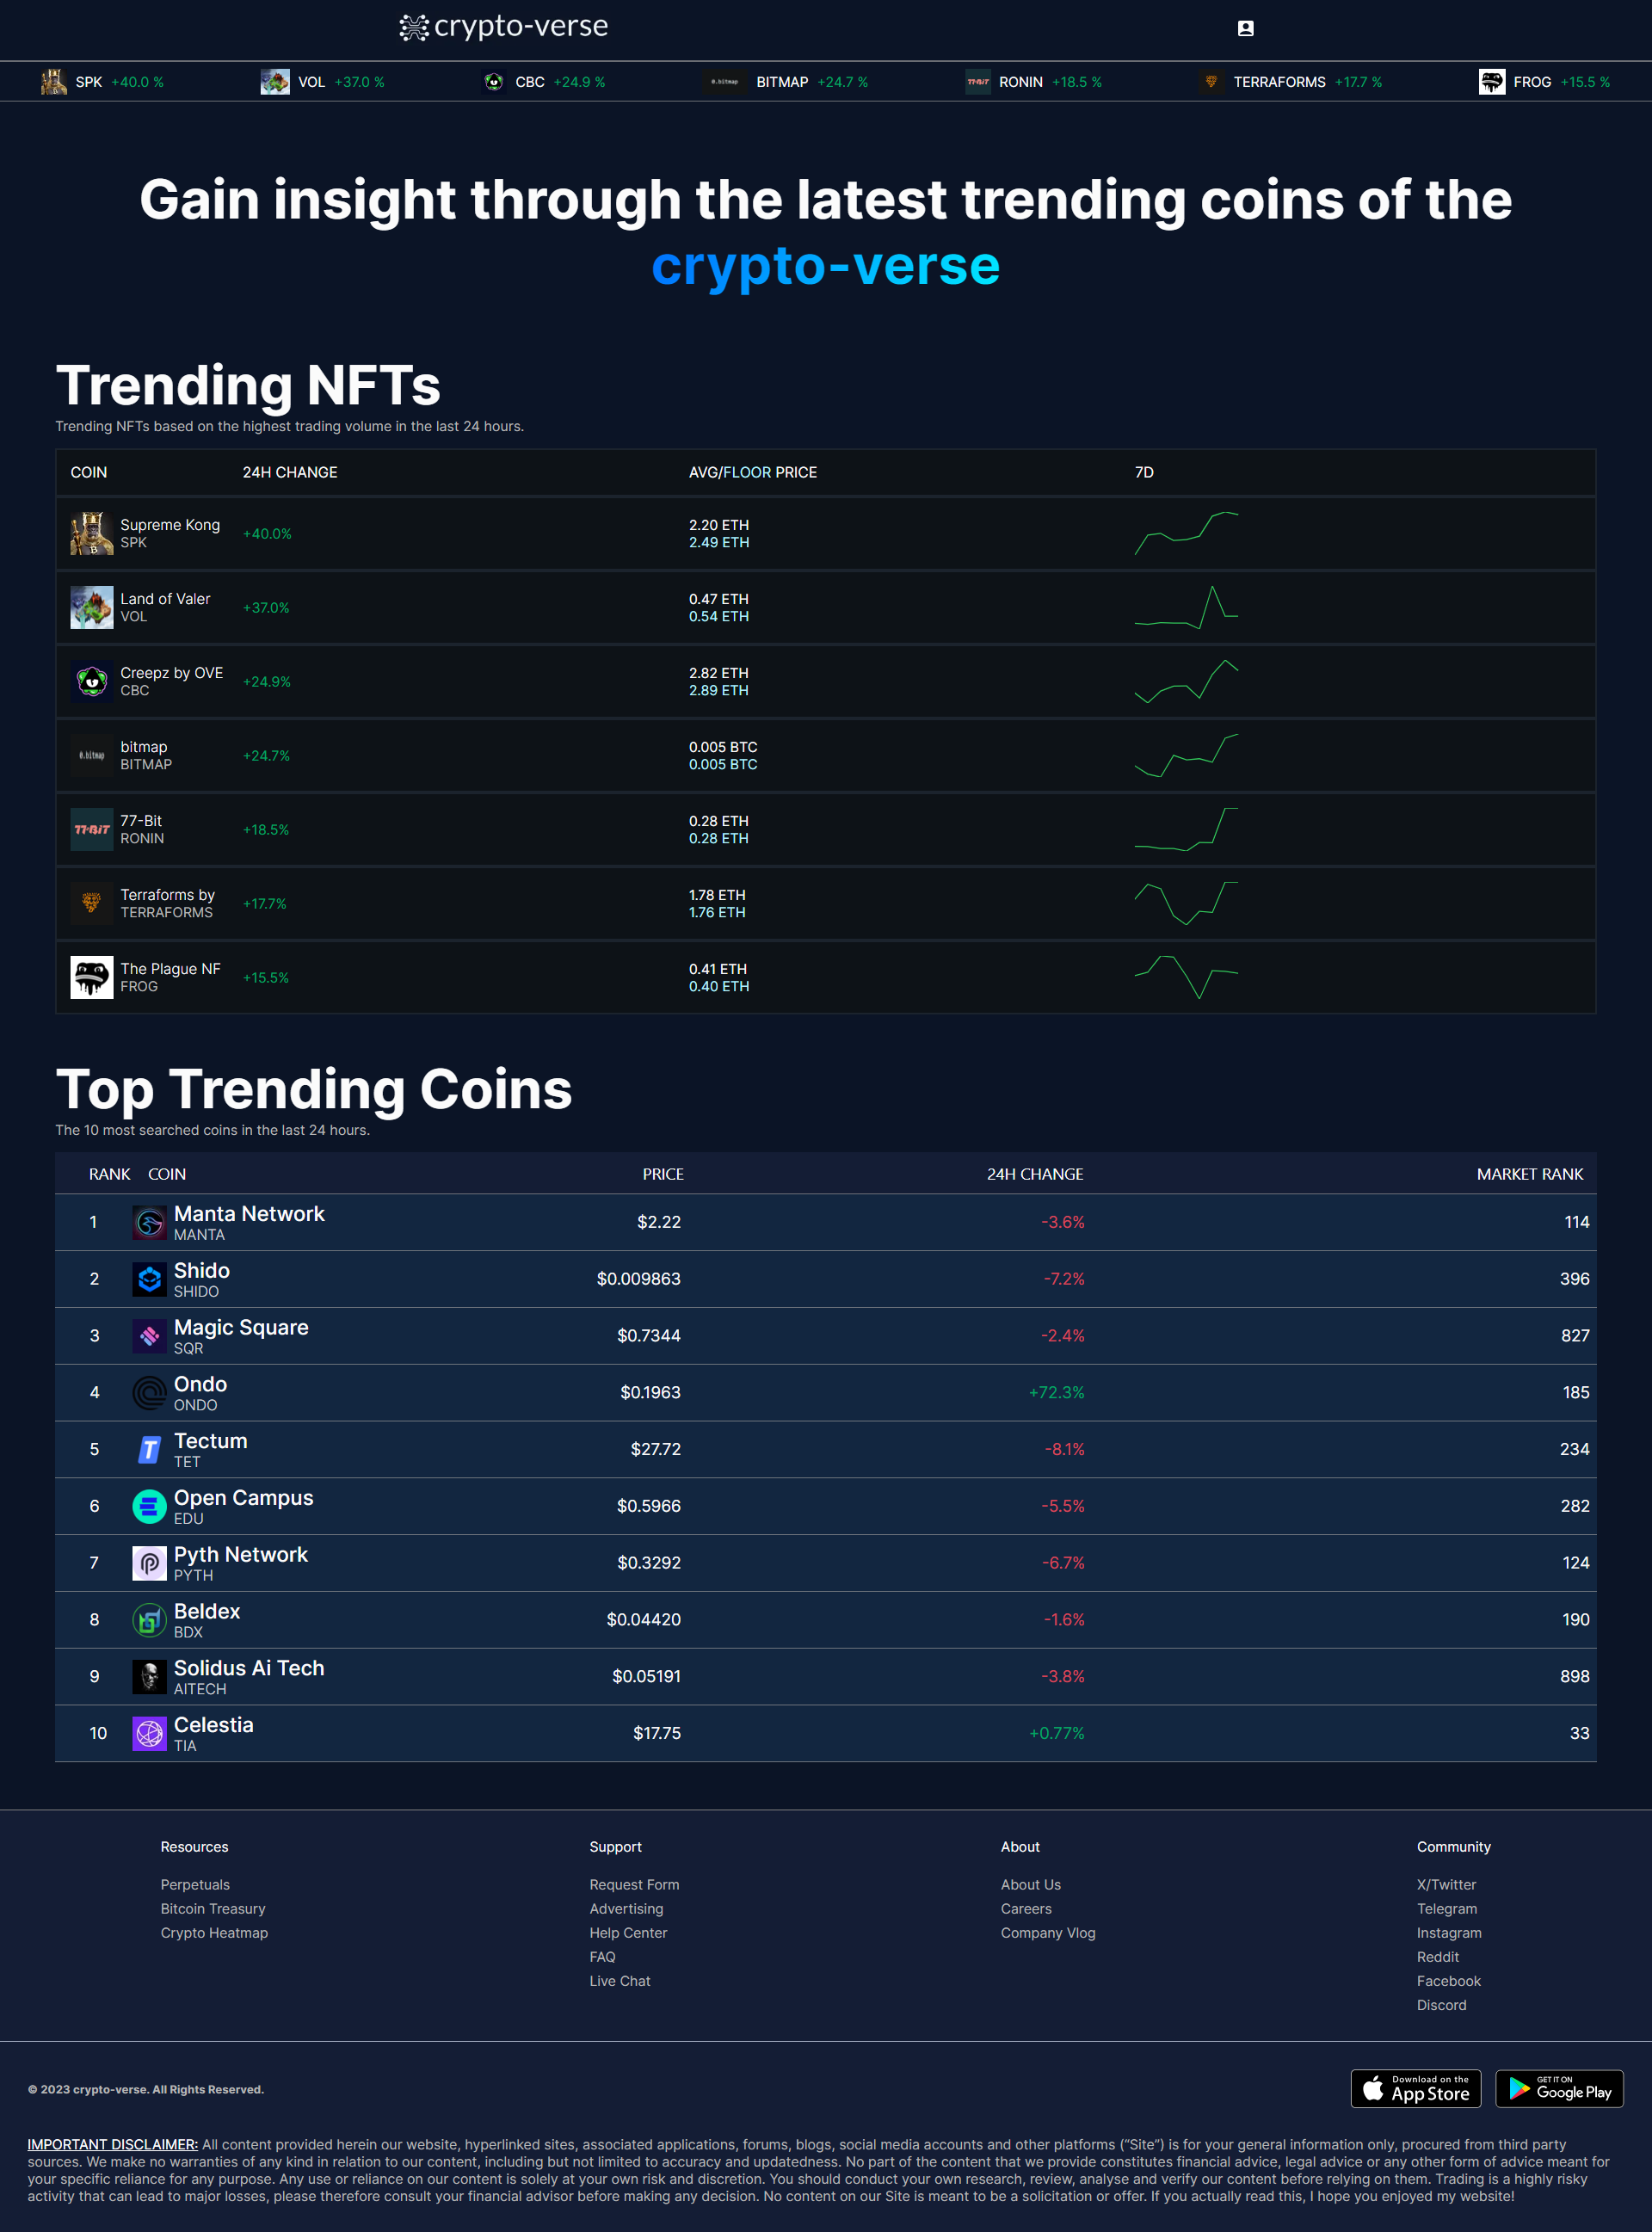 crypto-verse
SPK +40.0 % VOL +37.0 % CBC +24.9 % 0.bitmap BITMAP +24.7 % 77-BIT RONIN +18.5 % TERRAFORMS +17.7 % FROG +15.5 %
Gain insight through the latest trending coins of the
crypto-verse
Trending NFTs
Trending NFTs based on the highest trading volume in the last 24 hours.
COIN 24H CHANGE AVG/FLOOR PRICE 7D
Supreme Kong
SPK
+40.0%
2.20 ETH
2.49 ETH
Land of Valer
VOL
+37.0%
0.47 ETH
0.54 ETH
Creepz by OVE
CBC
+24.9%
2.82 ETH
2.89 ETH
0.bitmap
bitmap
BITMAP
+24.7%
0.005 BTC
0.005 BTC
77-BIT
77-Bit
RONIN
+18.5%
0.28 ETH
0.28 ETH
Terraforms by
TERRAFORMS
+17.7%
1.78 ETH
1.76 ETH
The Plague NF
FROG
+15.5%
0.41 ETH
0.40 ETH
Top Trending Coins
The 10 most searched coins in the last 24 hours.
RANK COIN PRICE 24H CHANGE MARKET RANK
1 Manta Network $2.22 -3.6% 114
MANTA
2 Shido $0.009863 -7.2% 396
SHIDO
3 Magic Square $0.7344 -2.4% 827
SQR
4 Ondo $0.1963 +72.3% 185
ONDO
5 T Tectum $27.72 -8.1% 234
TET
6 Open Campus $0.5966 -5.5% 282
EDU
7 Pyth Network $0.3292 -6.7% 124
PYTH
8 Beldex $0.04420 -1.6% 190
BDX
9 Solidus Ai Tech $0.05191 -3.8% 898
AITECH
10 Celestia $17.75 +0.77% 33
TIA
Resources
Perpetuals
Bitcoin Treasury
Crypto Heatmap
Support
Request Form
Advertising
Help Center
FAQ
Live Chat
About
About Us
Careers
Company Vlog
Community
X/Twitter
Telegram
Instagram
Reddit
Facebook
Discord
© 2023 crypto-verse. All Rights Reserved.
Download on the
App Store
GET IT ON
Google Play
IMPORTANT DISCLAIMER: All content provided herein our website, hyperlinked sites, associated applications, forums, blogs, social media accounts and other platforms (“Site”) is for your general information only, procured from third party
sources. We make no warranties of any kind in relation to our content, including but not limited to accuracy and updatedness. No part of the content that we provide constitutes financial advice, legal advice or any other form of advice meant for
your specific reliance for any purpose. Any use or reliance on our content is solely at your own risk and discretion. You should conduct your own research, review, analyse and verify our content before relying on them. Trading is a highly risky
activity that can lead to major losses, please therefore consult your financial advisor before making any decision. No content on our Site is meant to be a solicitation or offer. If you actually read this, I hope you enjoyed my website!